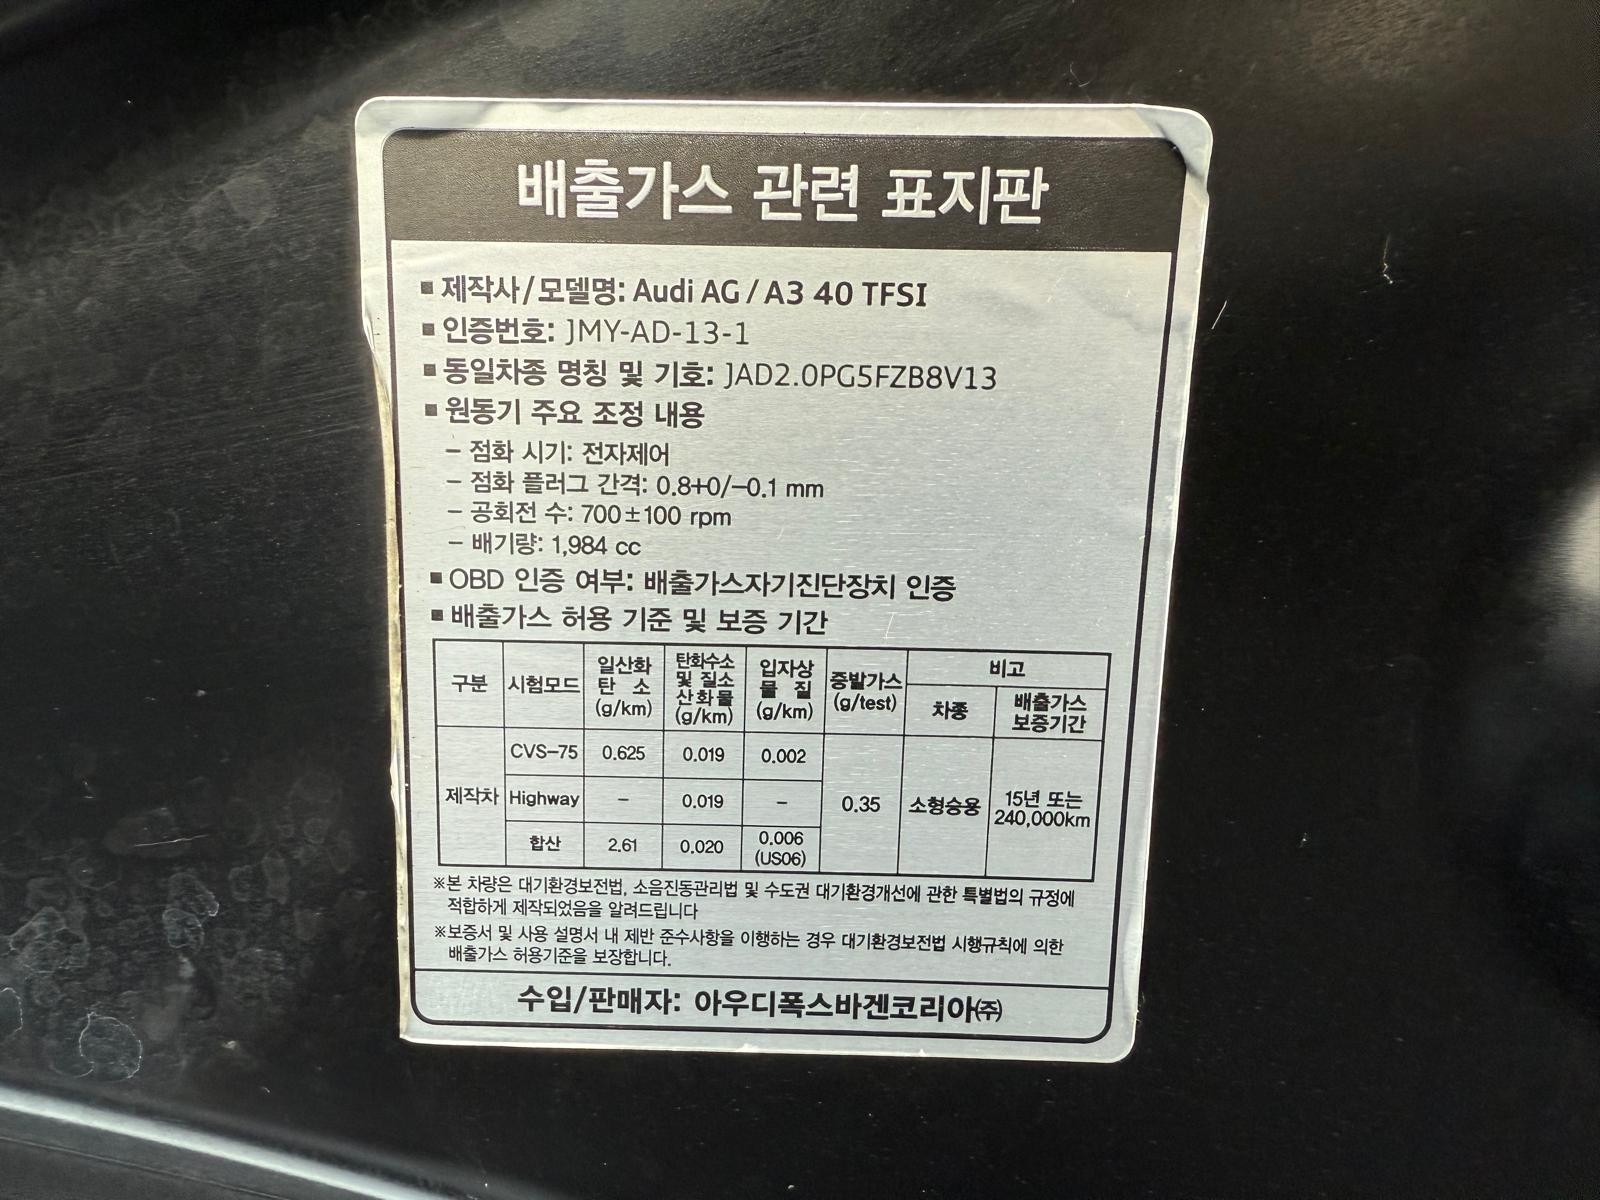 배출가스 관련 표지판
▪ 제작사/모델명: Audi AG / A3 40 TFSI
▪ 인증번호: JMY-AD-13-1
▪ 동일차종 명칭 및 기호: JAD2.0PG5FZB8V13
▪ 원동기 주요 조정 내용
– 점화 시기: 전자제어
– 점화 플러그 간격: 0.8+0/−0.1 mm
– 공회전 수: 700±100 rpm
– 배기량: 1,984 cc
▪ OBD 인증 여부: 배출가스자기진단장치 인증
▪ 배출가스 허용 기준 및 보증 기간
구분 시험모드 일산화 탄 소 (g/km) 탄화수소 및 질소 산화물 (g/km) 입자상 물 질 (g/km) 증발가스 (g/test) 비고
차종 배출가스 보증기간
제작차 CVS-75 0.625 0.019 0.002 0.35 소형승용 15년 또는 240,000km
Highway – 0.019 –
합산 2.61 0.020 0.006 (US06)
※본 차량은 대기환경보전법, 소음진동관리법 및 수도권 대기환경개선에 관한 특별법의 규정에
적합하게 제작되었음을 알려드립니다
※보증서 및 사용 설명서 내 제반 준수사항을 이행하는 경우 대기환경보전법 시행규칙에 의한
배출가스 허용기준을 보장합니다.
수입/판매자: 아우디폭스바겐코리아㈜